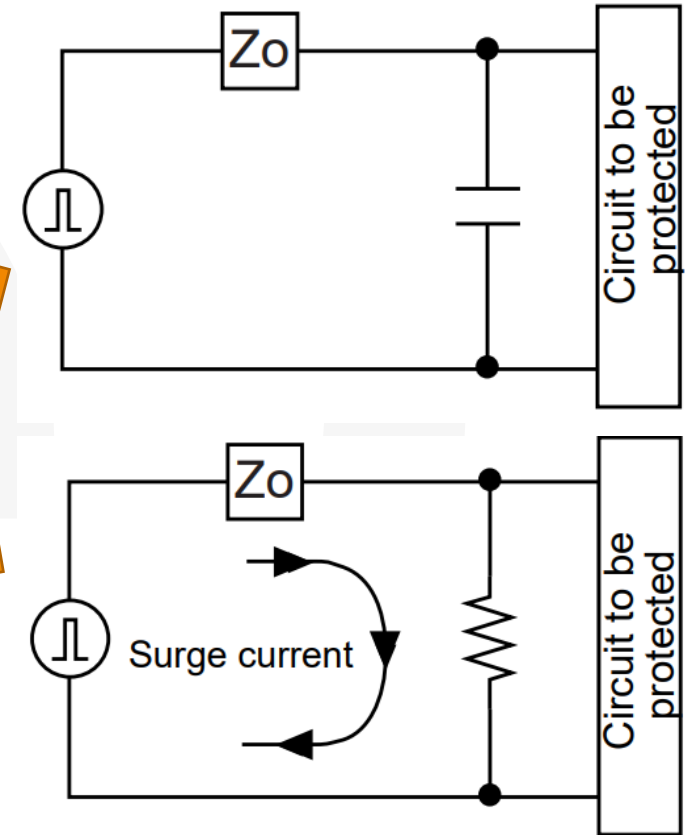 Zo
Circuit to be
protected
Zo
Surge current
Circuit to be
protected